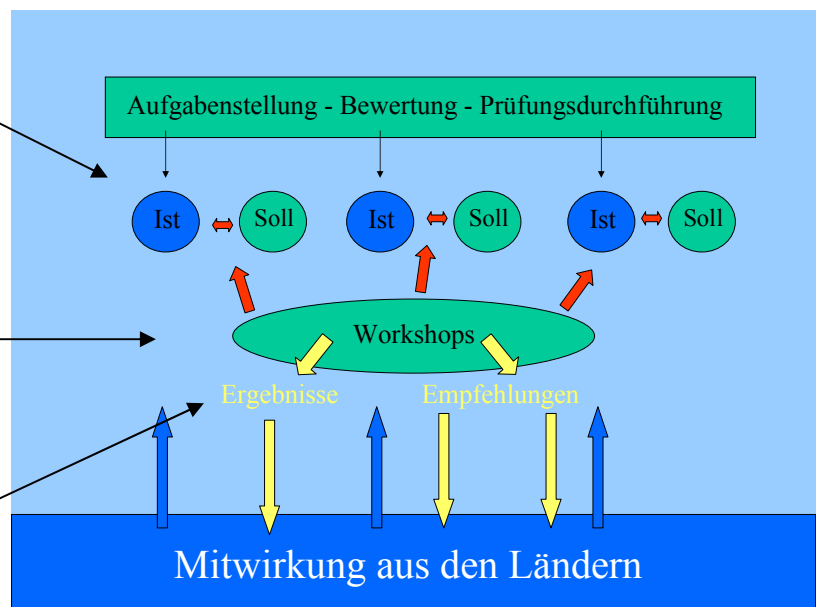 Aufgabenstellung - Bewertung - Prüfungsdurchführung
Ist Soll Ist Soll Ist Soll
Workshops
Ergebnisse Empfehlungen
Mitwirkung aus den Ländern